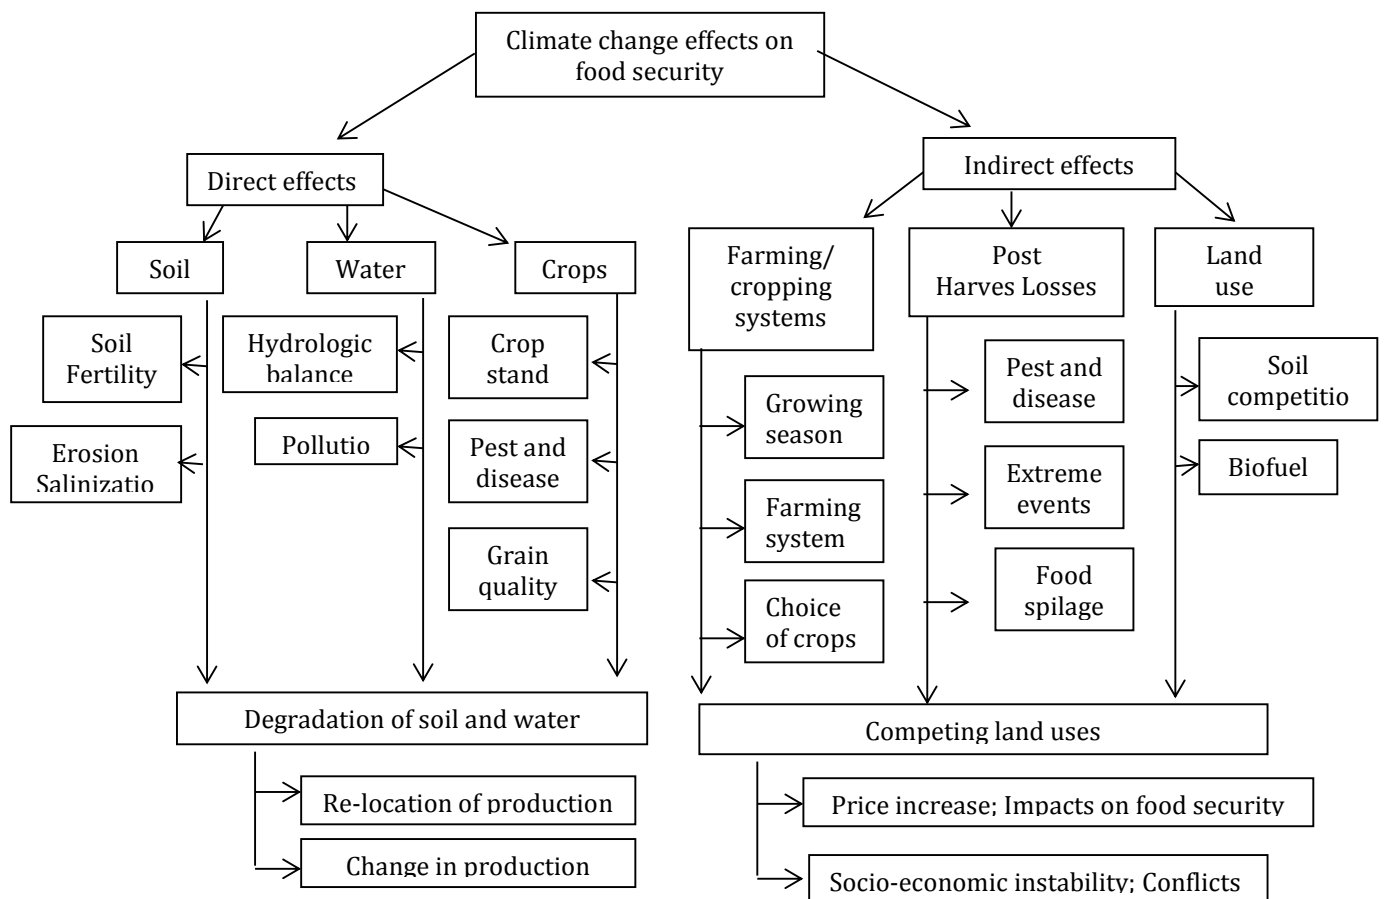 Climate change effects on
food security
Direct effects
Indirect effects
Soil
Water
Crops
Farming/
cropping
systems
Post
Harves Losses
Land
use
Soil
Fertility
Erosion
Salinizatio
Hydrologic
balance
Pollutio
Crop
stand
Pest and
disease
Grain
quality
Growing
season
Farming
system
Choice
of crops
Pest and
disease
Extreme
events
Food
spilage
Soil
competitio
Biofuel
Degradation of soil and water
Re-location of production
Change in production
Competing land uses
Price increase; Impacts on food security
Socio-economic instability; Conflicts